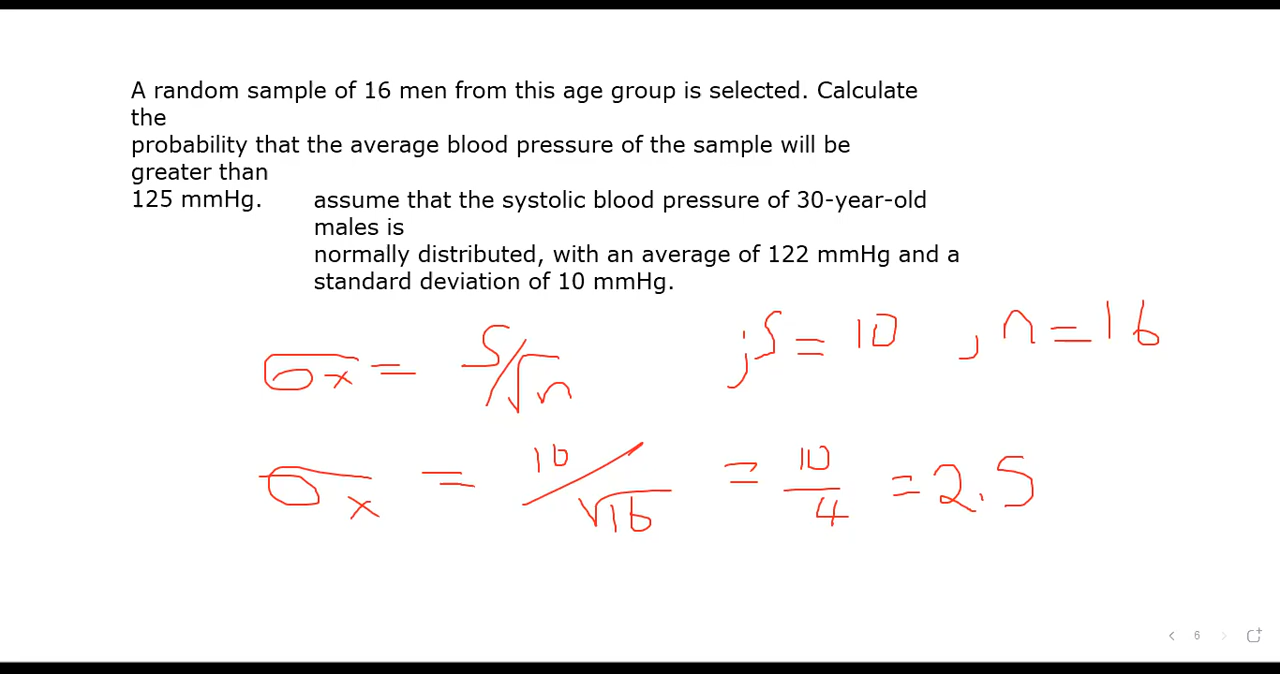 A random sample of 16 men from this age group is selected. Calculate
the
probability that the average blood pressure of the sample will be
greater than
125 mmHg.
assume that the systolic blood pressure of 30-year-old
males is
normally distributed, with an average of 122 mmHg and a
standard deviation of 10 mmHg.
σx = S/√n ; S = 10 , n = 16
σx = 10/√16 = 10/4 = 2.5
6